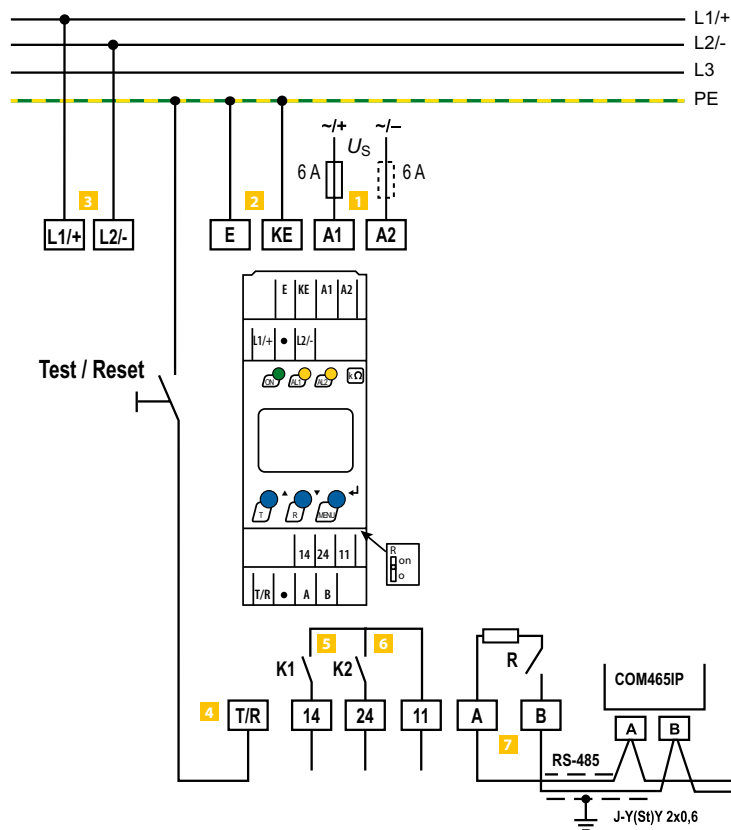 L1/+
L2/-
L3
PE
~/+ ~/–
US
6 A 6 A
3 2 1
L1/+ L2/- E KE A1 A2
E KE A1 A2
L1/+ • L2/-
Test / Reset
ON AL1 AL2 kΩ
T R MENU
R
on
o
14 24 11
T/R • A B
5 6
K1 K2 R
COM465IP
4 T/R 14 24 11 A B
A B
7
RS-485
J-Y(St)Y 2x0,6